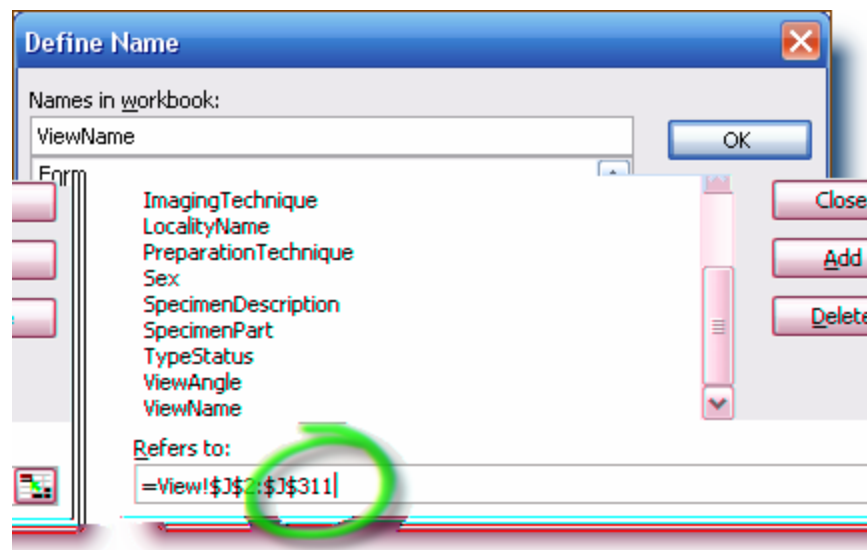 Define Name
Names in workbook:
ViewName
OK
Form
ImagingTechnique
Close
LocalityName
PreparationTechnique
Add
Sex
SpecimenDescription
Delete
SpecimenPart
TypeStatus
ViewAngle
ViewName
Refers to:
=View!$J$2:$J$311